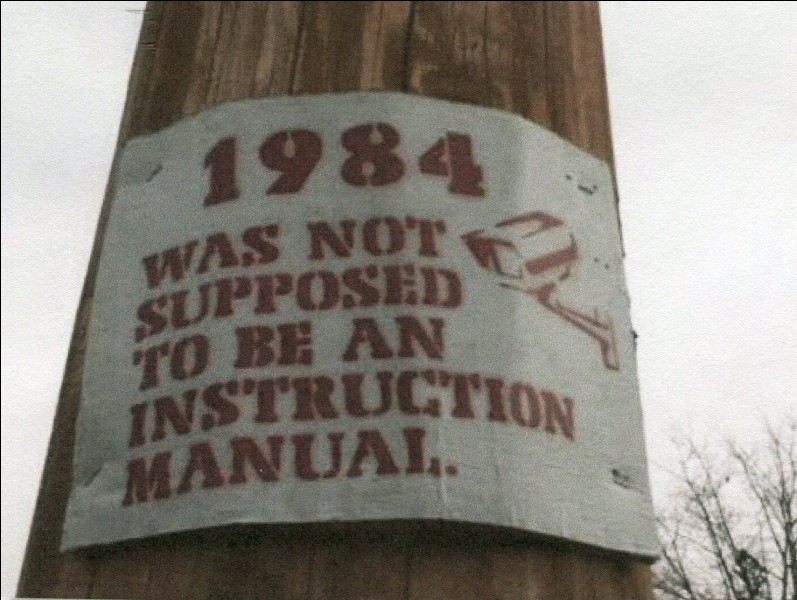 1984
WAS NOT
SUPPOSED
TO BE AN
INSTRUCTION
MANUAL.